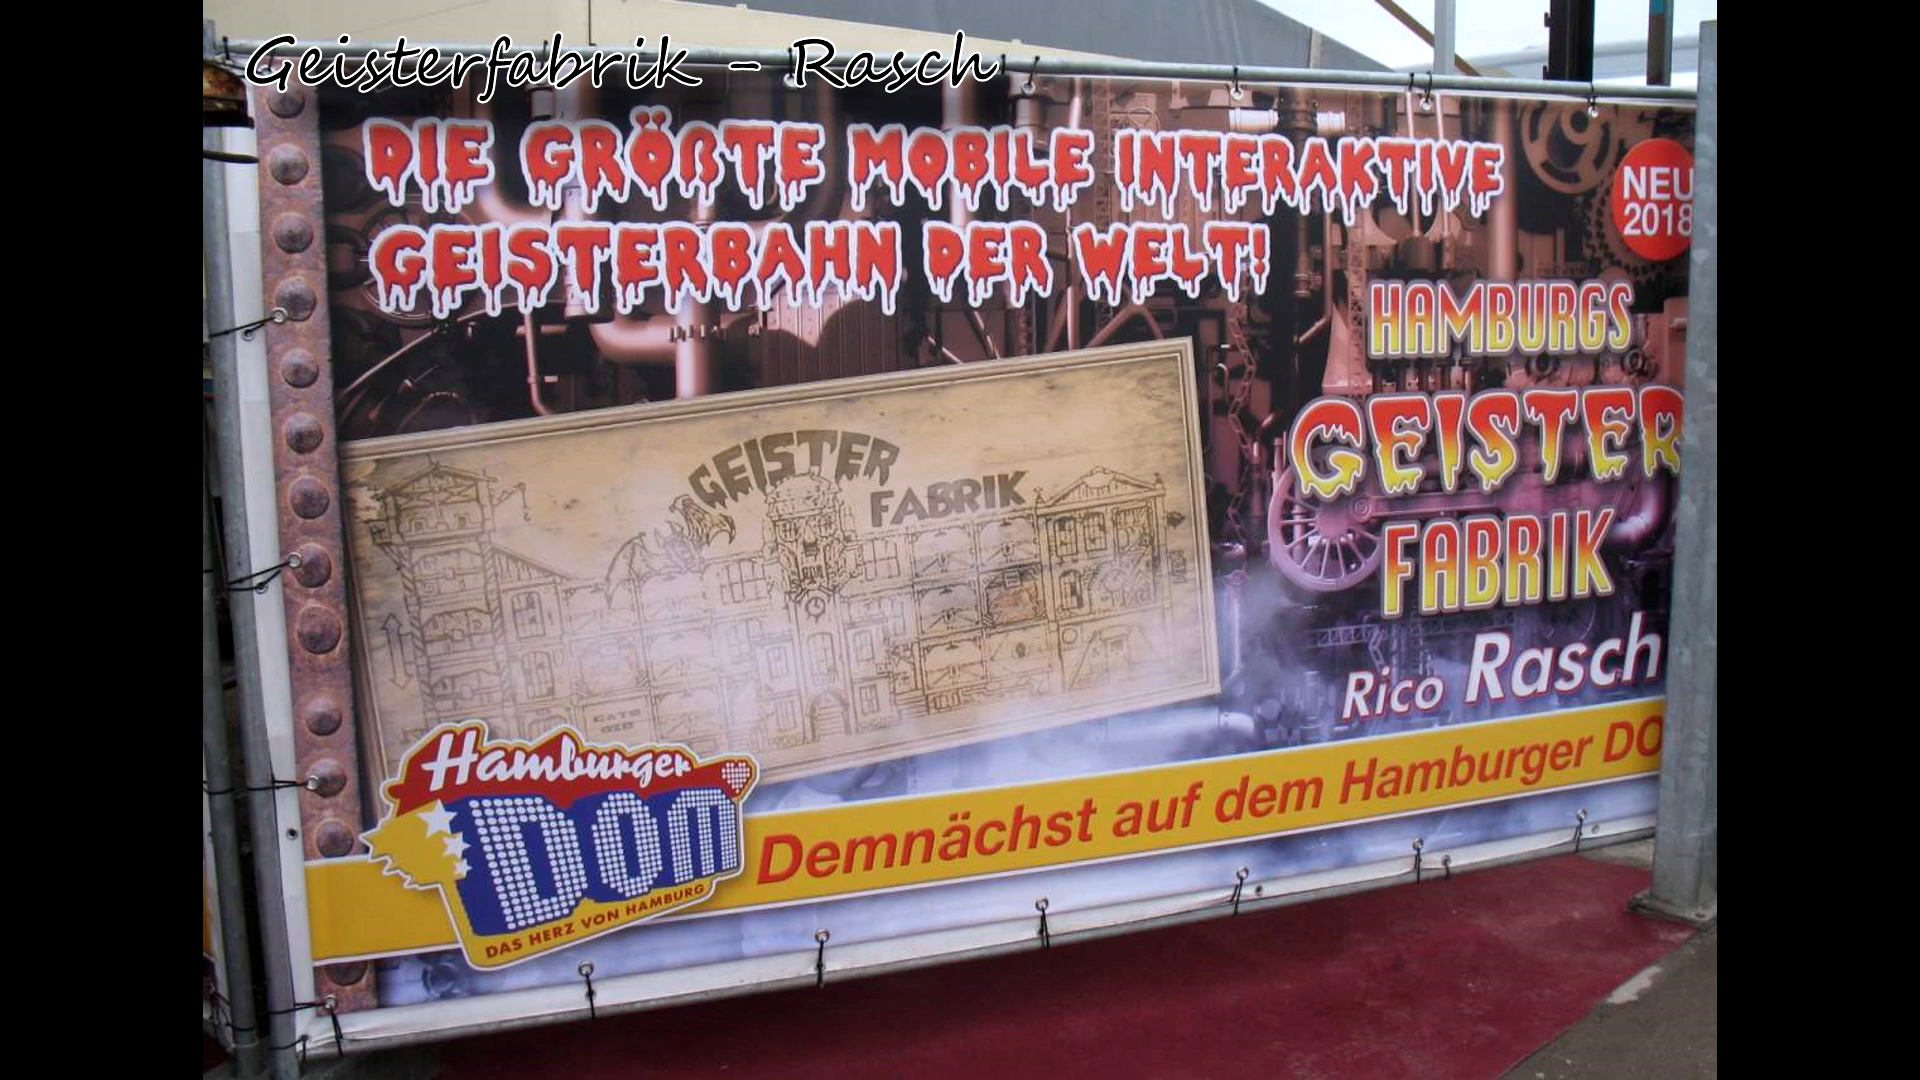 Geisterfabrik - Rasch
DIE GRÖßTE MOBILE INTERAKTIVE
GEISTERBAHN DER WELT!
NEU
2018
HAMBURGS
GEISTER
FABRIK
Rico Rasch
GEISTER
FABRIK
Hamburger
DOM
DAS HERZ VON HAMBURG
Demnächst auf dem Hamburger DO